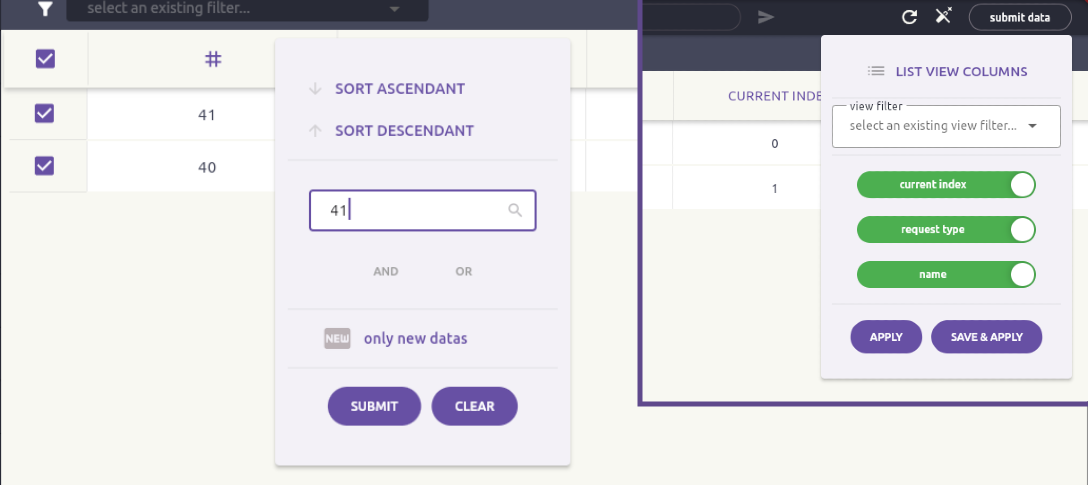 select an existing filter...
#
SORT ASCENDANT
SORT DESCENDANT
41
40
41
AND OR
NEW only new datas
SUBMIT CLEAR
submit data
LIST VIEW COLUMNS
CURRENT INDE
view filter
select an existing view filter...
0
1
current index
request type
name
APPLY SAVE & APPLY